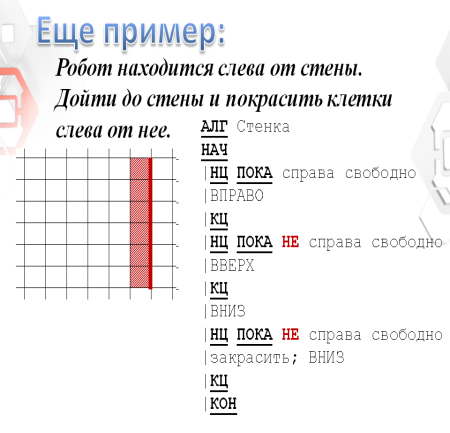 Еще пример:
Робот находится слева от стены.
Дойти до стены и покрасить клетки
слева от нее.
АЛГ Стенка
НАЧ
|НЦ ПОКА справа свободно
|ВПРАВО
|КЦ
|НЦ ПОКА НЕ справа свободно
|ВВЕРХ
|КЦ
|ВНИЗ
|НЦ ПОКА НЕ справа свободно
|закрасить; ВНИЗ
|КЦ
|КОН